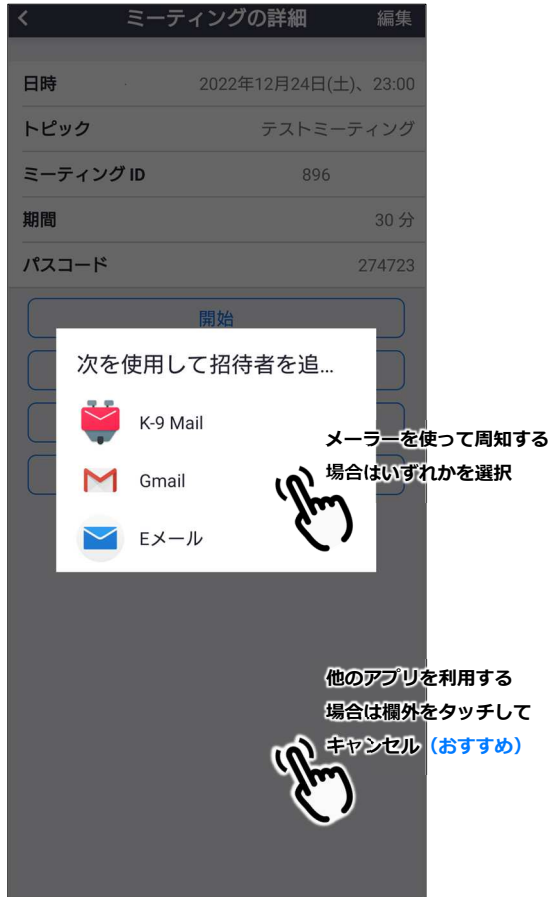 ミーティングの詳細 編集
日時 2022年12月24日(土)、23:00
トピック テストミーティング
ミーティング ID 896
期間 30 分
パスコード 274723
開始
次を使用して招待者を追...
K-9 Mail
メーラーを使って周知する
場合はいずれかを選択
Gmail
Eメール
他のアプリを利用する
場合は欄外をタッチして
キャンセル（おすすめ）